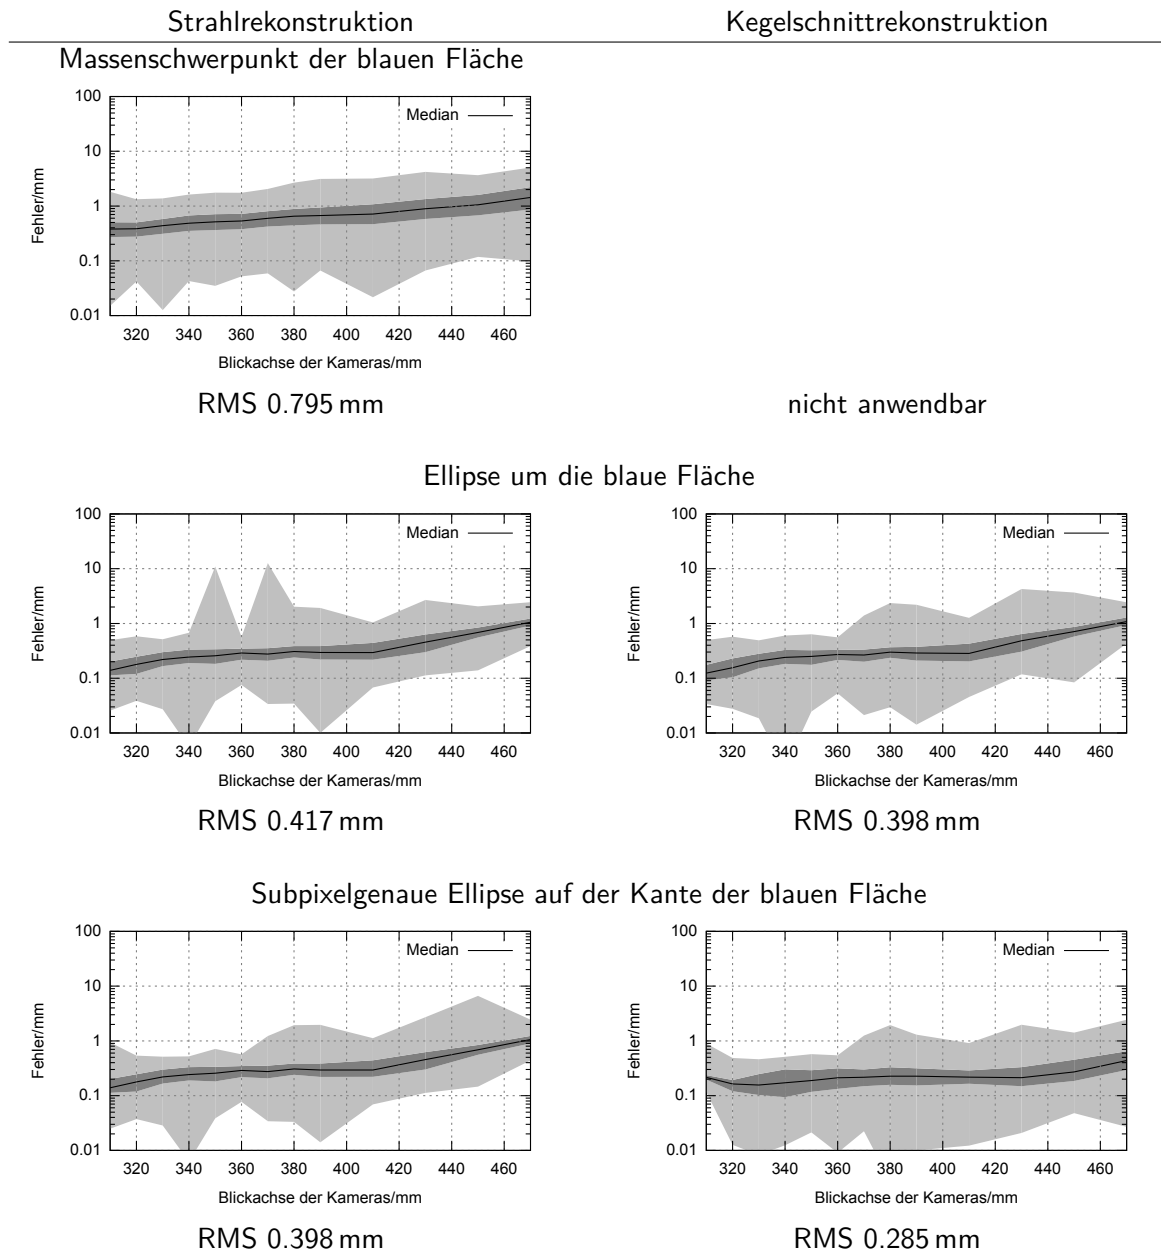 Strahlrekonstruktion Kegelschnittrekonstruktion
Massenschwerpunkt der blauen Fläche
100
10
1
0.1
0.01
Fehler/mm
Median
320 340 360 380 400 420 440 460
Blickachse der Kameras/mm
RMS 0.795 mm
nicht anwendbar
Ellipse um die blaue Fläche
100
10
1
0.1
0.01
Fehler/mm
Median
320 340 360 380 400 420 440 460
Blickachse der Kameras/mm
RMS 0.417 mm
100
10
1
0.1
0.01
Fehler/mm
Median
320 340 360 380 400 420 440 460
Blickachse der Kameras/mm
RMS 0.398 mm
Subpixelgenaue Ellipse auf der Kante der blauen Fläche
100
10
1
0.1
0.01
Fehler/mm
Median
320 340 360 380 400 420 440 460
Blickachse der Kameras/mm
RMS 0.398 mm
100
10
1
0.1
0.01
Fehler/mm
Median
320 340 360 380 400 420 440 460
Blickachse der Kameras/mm
RMS 0.285 mm